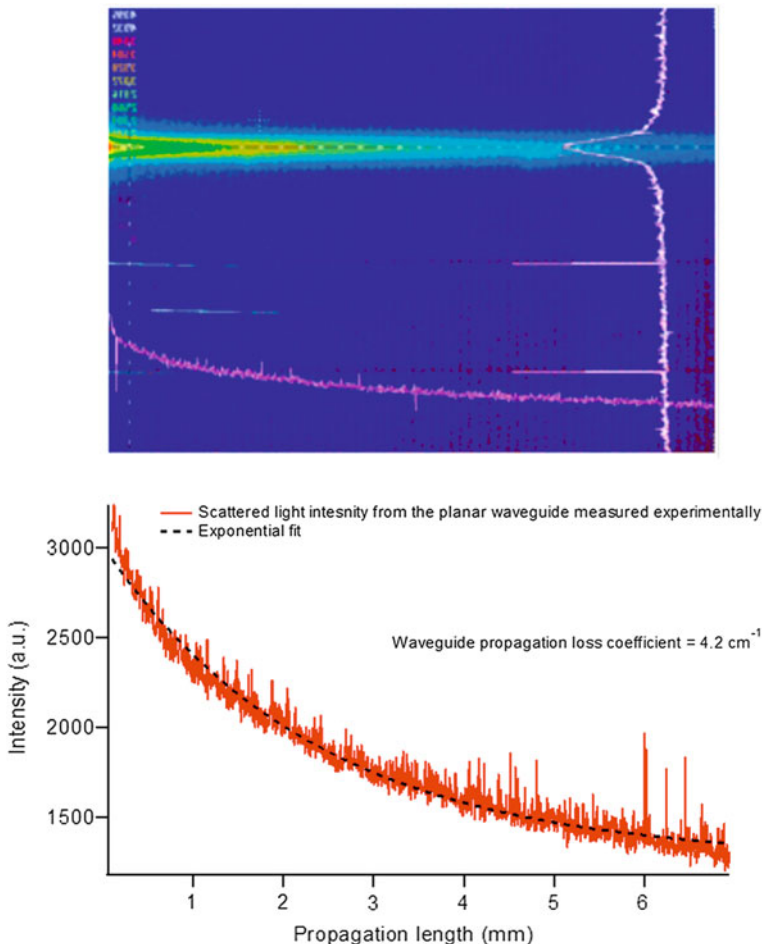 Scattered light intesnity from the planar waveguide measured experimentally
Exponential fit
Waveguide propagation loss coefficient = 4.2 cm⁻¹
Intensity (a.u.)
3000
2500
2000
1500
1 2 3 4 5 6
Propagation length (mm)